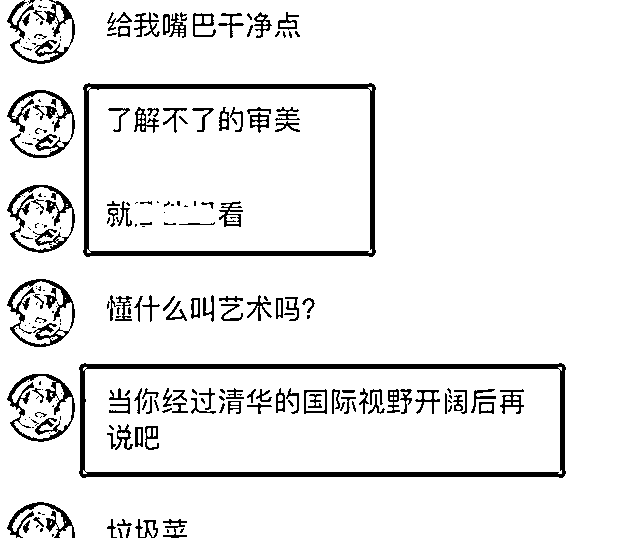 给我嘴巴干净点
了解不了的审美
就看
懂什么叫艺术吗?
当你经过清华的国际视野开阔后再
说吧
垃圾菜